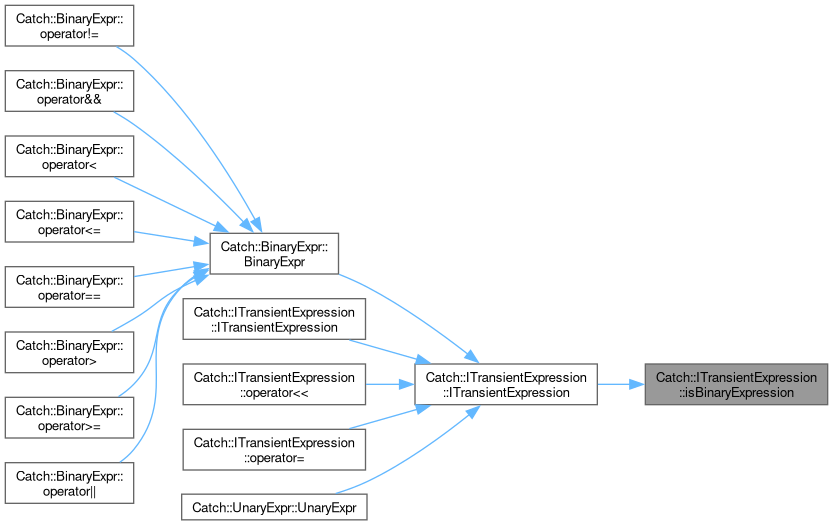 Catch::BinaryExpr::
operator!=
Catch::BinaryExpr::
operator&&
Catch::BinaryExpr::
operator<
Catch::BinaryExpr::
operator<=
Catch::BinaryExpr::
operator==
Catch::BinaryExpr::
operator>
Catch::BinaryExpr::
operator>=
Catch::BinaryExpr::
operator||
Catch::BinaryExpr::
BinaryExpr
Catch::ITransientExpression
::ITransientExpression
Catch::ITransientExpression
::operator<<
Catch::ITransientExpression
::operator=
Catch::UnaryExpr::UnaryExpr
Catch::ITransientExpression
::ITransientExpression
Catch::ITransientExpression
::isBinaryExpression